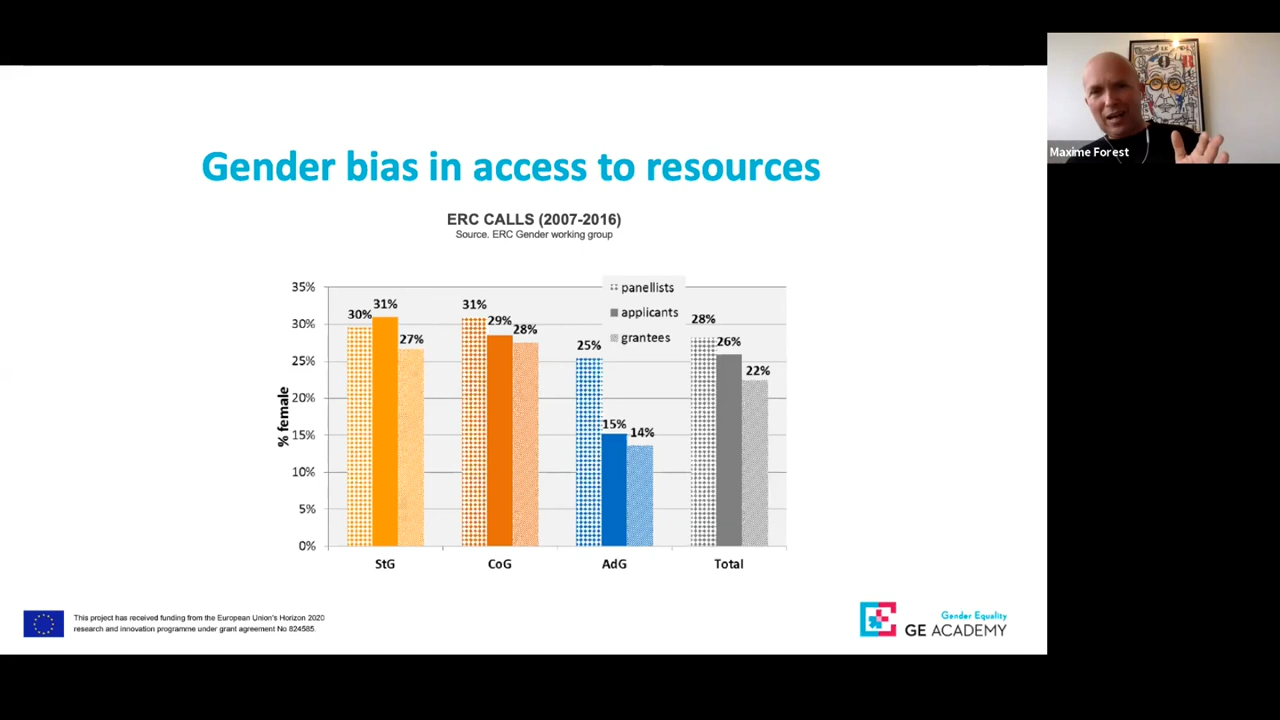 Gender bias in access to resources
ERC CALLS (2007-2016)
Source. ERC Gender working group
35%
30%
25%
20%
15%
10%
5%
0%
% female
panellists
applicants
grantees
30%
31%
27%
31%
29%
28%
25%
15%
14%
28%
26%
22%
StG
CoG
AdG
Total
This project has received funding from the European Union's Horizon 2020
research and innovation programme under grant agreement No 824585.
Gender Equality
GE ACADEMY
Maxime Forest